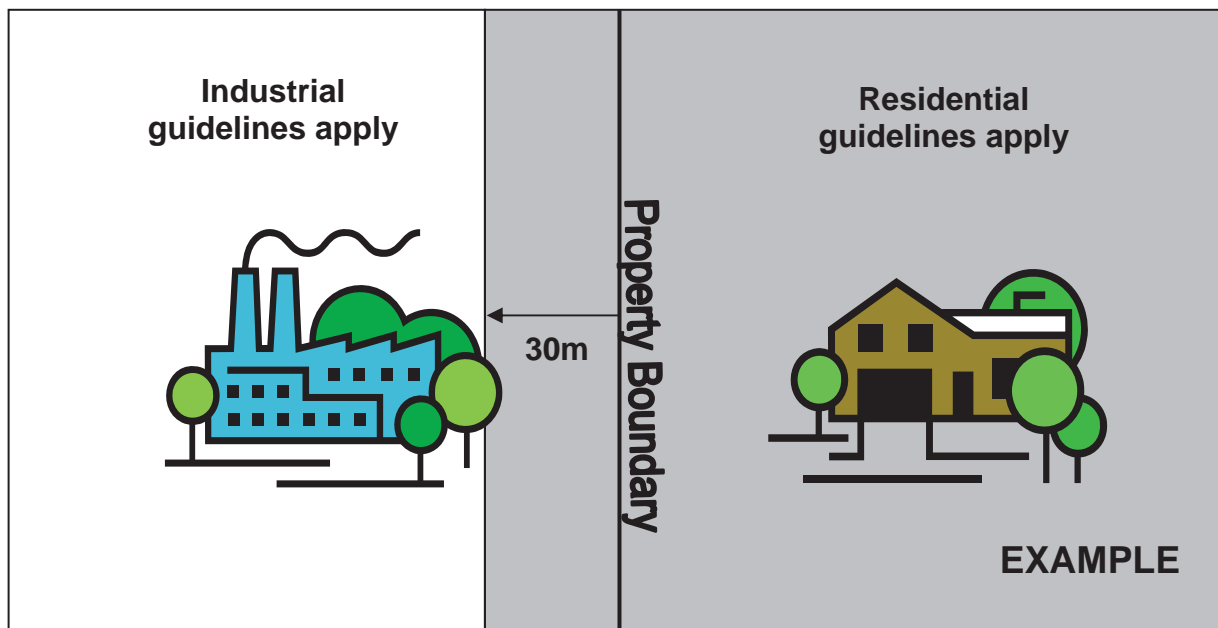 Industrial
guidelines apply
Residential
guidelines apply
30m
Property Boundary
EXAMPLE